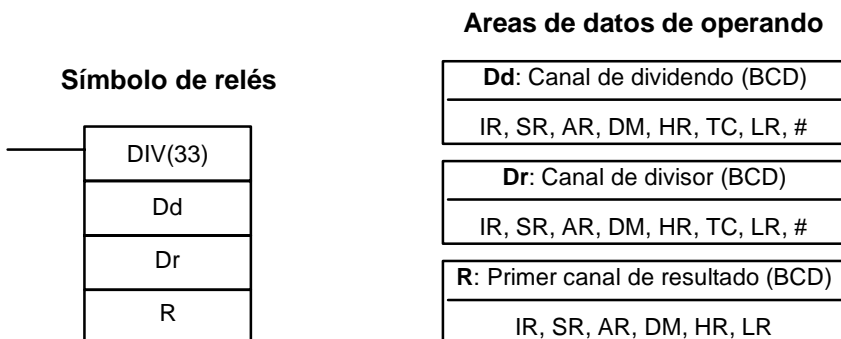 Areas de datos de operando
Símbolo de relés
DIV(33)
Dd
Dr
R
Dd: Canal de dividendo (BCD)
IR, SR, AR, DM, HR, TC, LR, #
Dr: Canal de divisor (BCD)
IR, SR, AR, DM, HR, TC, LR, #
R: Primer canal de resultado (BCD)
IR, SR, AR, DM, HR, LR